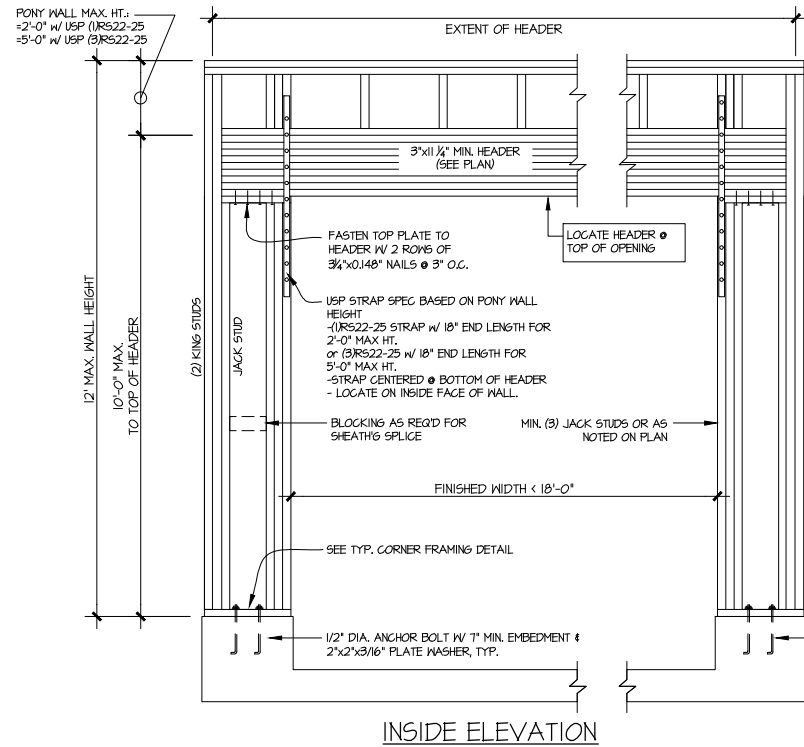 PONY WALL MAX. HT.:
=2'-0" W/ USP (1)RS22-25
=5'-0" W/ USP (3)RS22-25
EXTENT OF HEADER
3"x11 1/4" MIN. HEADER
(SEE PLAN)
FASTEN TOP PLATE TO
HEADER W/ 2 ROWS OF
3 1/4"x0.148" NAILS @ 3" O.C.
LOCATE HEADER @
TOP OF OPENING
USP STRAP SPEC BASED ON PONY WALL
HEIGHT
-(1)RS22-25 STRAP w/ 18" END LENGTH FOR
2'-0" MAX HT.
or (3)RS22-25 w/ 18" END LENGTH FOR
5'-0" MAX HT.
-STRAP CENTERED @ BOTTOM OF HEADER
- LOCATE ON INSIDE FACE OF WALL.
12' MAX. WALL HEIGHT
10'-0" MAX.
TO TOP OF HEADER
(2) KING STUDS
JACK STUD
BLOCKING AS REQ'D FOR
SHEATH'G SPLICE
MIN. (3) JACK STUDS OR AS
NOTED ON PLAN
FINISHED WIDTH < 18'-0"
SEE TYP. CORNER FRAMING DETAIL
1/2" DIA. ANCHOR BOLT W/ 7" MIN. EMBEDMENT &
2"x2"x3/16" PLATE WASHER, TYP.
INSIDE ELEVATION